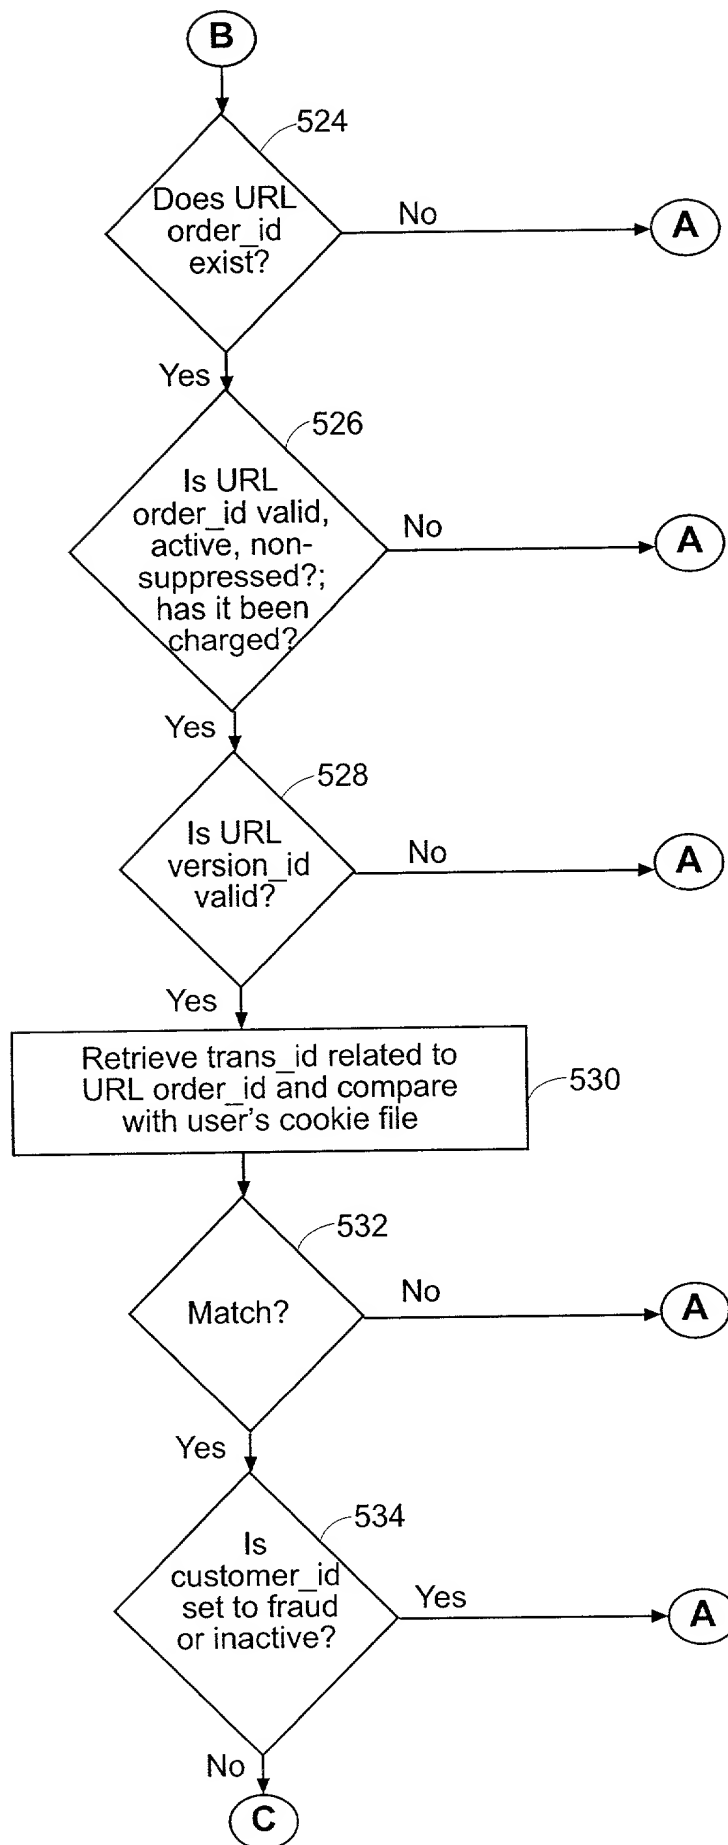 B
524
Does URL
order_id
exist?
No
A
Yes
526
Is URL
order_id valid,
active, non-
suppressed?;
has it been
charged?
No
A
Yes
528
Is URL
version_id
valid?
No
A
Yes
Retrieve trans_id related to
URL order_id and compare
with user's cookie file
530
532
Match?
No
A
Yes
534
Is
customer_id
set to fraud
or inactive?
Yes
A
No
C